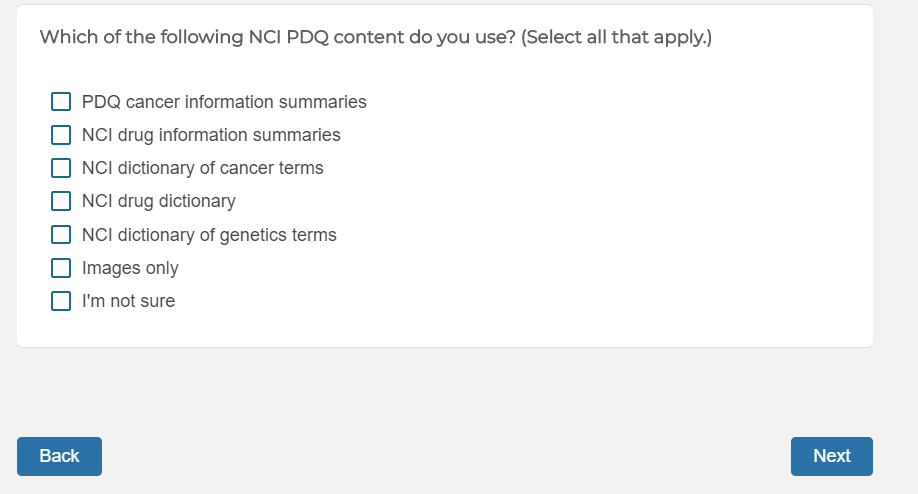 Which of the following NCI PDQ content do you use? (Select all that apply.)
PDQ cancer information summaries
NCI drug information summaries
NCI dictionary of cancer terms
NCI drug dictionary
NCI dictionary of genetics terms
Images only
I'm not sure
Back
Next